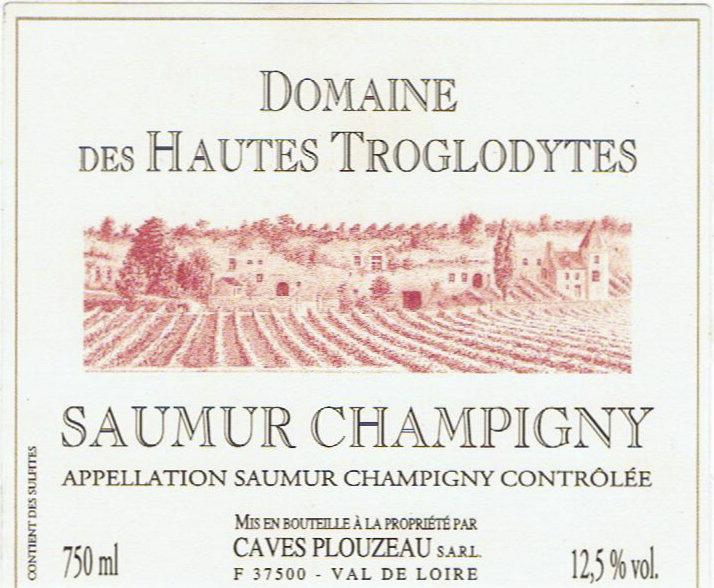 DOMAINE
DES HAUTES TROGLODYTES
SAUMUR CHAMPIGNY
APPELLATION SAUMUR CHAMPIGNY CONTRÔLÉE
CONTIENT DES SULFITES
MIS EN BOUTEILLE À LA PROPRIÉTÉ PAR
CAVES PLOUZEAU S.A.R.L.
F 37500 - VAL DE LOIRE
750 ml
12,5 % vol.